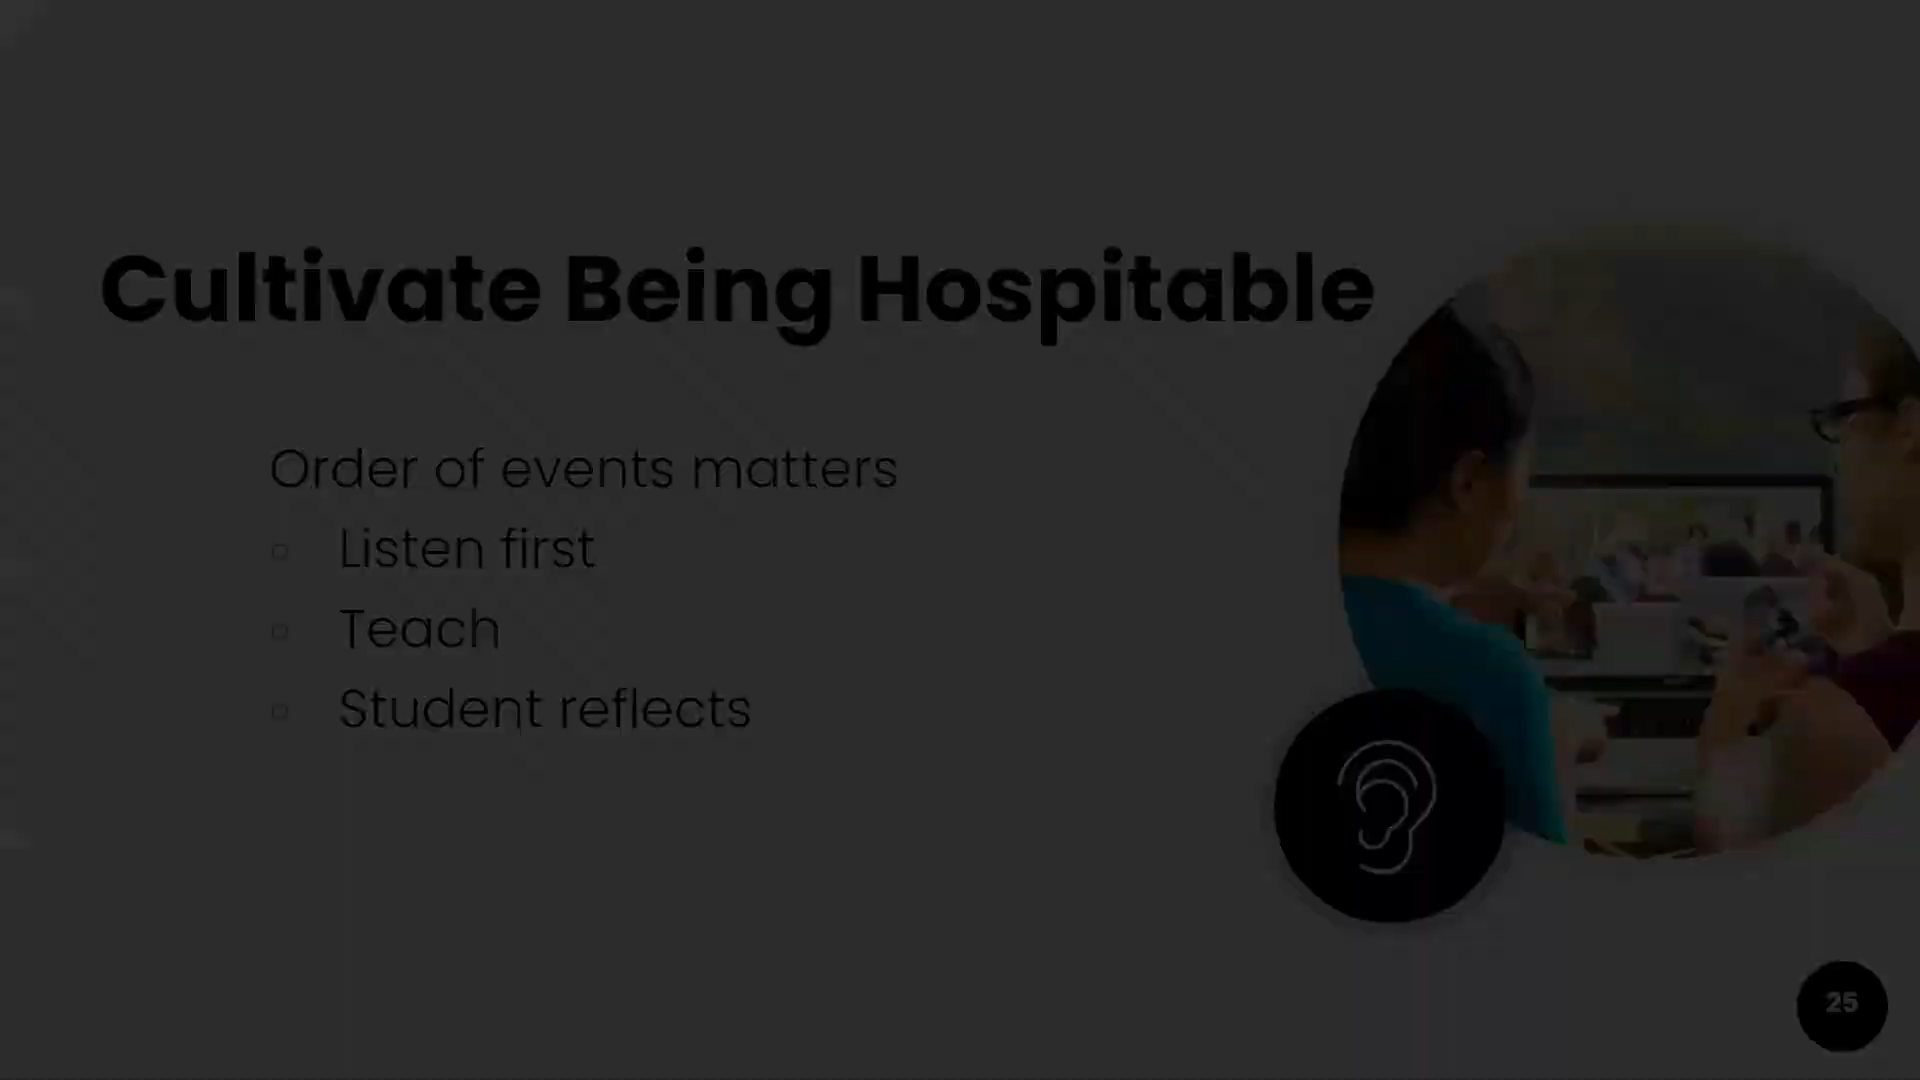 Cultivate Being Hospitable
Order of events matters
○ Listen first
○ Teach
○ Student reflects
25